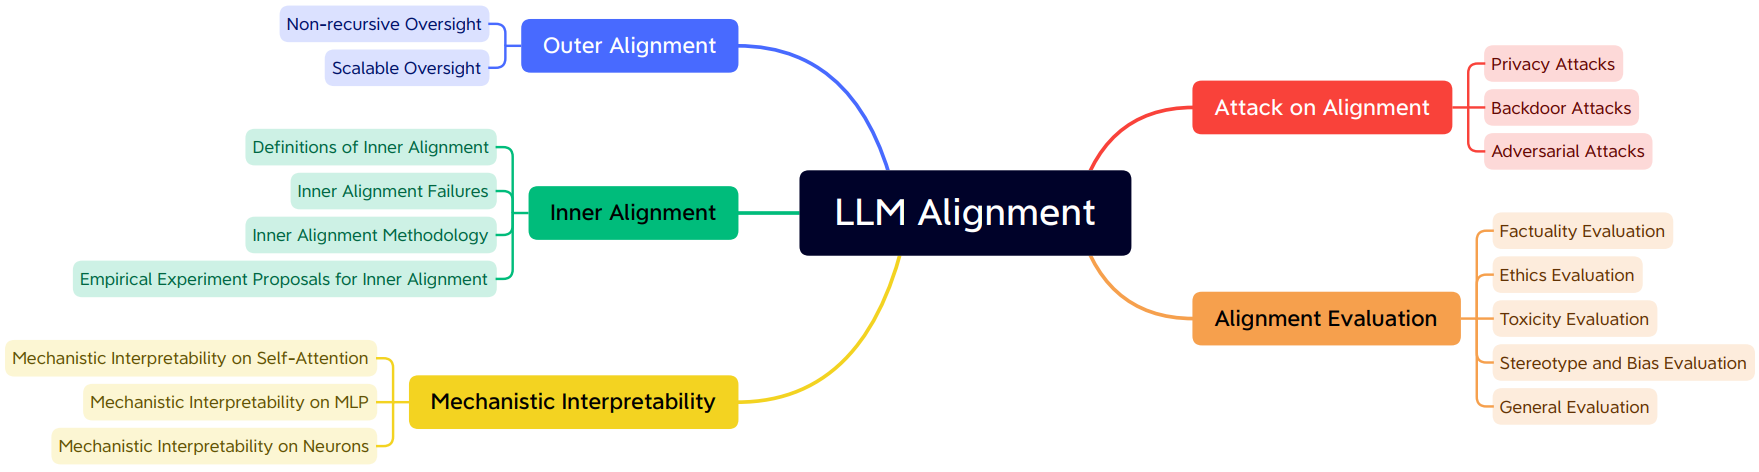 LLM Alignment
Outer Alignment
Non-recursive Oversight
Scalable Oversight
Inner Alignment
Definitions of Inner Alignment
Inner Alignment Failures
Inner Alignment Methodology
Empirical Experiment Proposals for Inner Alignment
Mechanistic Interpretability
Mechanistic Interpretability on Self-Attention
Mechanistic Interpretability on MLP
Mechanistic Interpretability on Neurons
Attack on Alignment
Privacy Attacks
Backdoor Attacks
Adversarial Attacks
Alignment Evaluation
Factuality Evaluation
Ethics Evaluation
Toxicity Evaluation
Stereotype and Bias Evaluation
General Evaluation